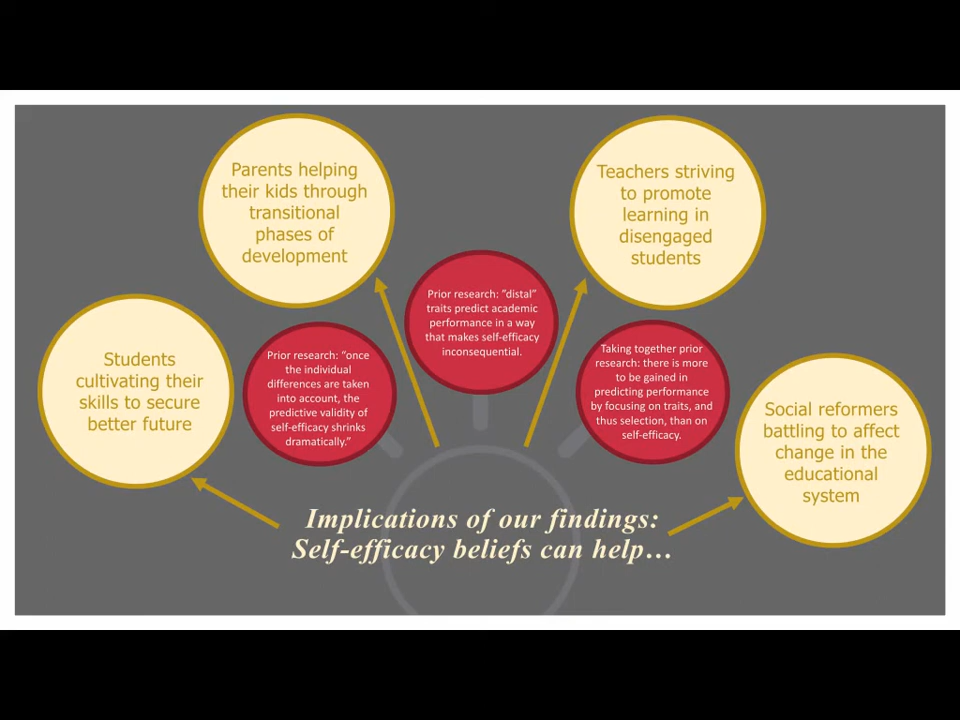 Parents helping
their kids through
transitional
phases of
development
Teachers striving
to promote
learning in
disengaged
students
Prior research: ”distal”
traits predict academic
performance in a way
that makes self-efficacy
inconsequential.
Students
cultivating their
skills to secure
better future
Prior research: “once
the individual
differences are taken
into account, the
predictive validity of
self-efficacy shrinks
dramatically.”
Taking together prior
research: there is more
to be gained in
predicting performance
by focusing on traits, and
thus selection, than on
self-efficacy.
Social reformers
battling to affect
change in the
educational
system
Implications of our findings:
Self-efficacy beliefs can help…